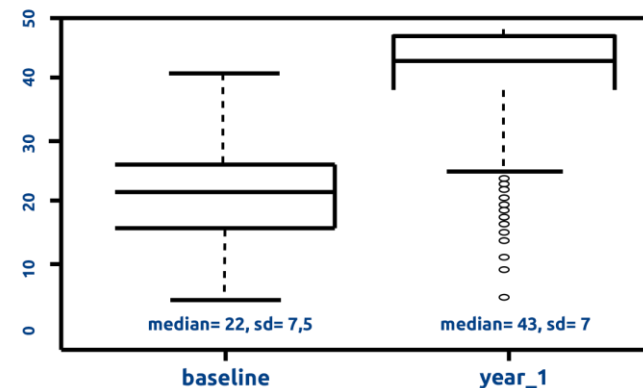 50
40
30
20
10
0
median= 22, sd= 7,5
median= 43, sd= 7
baseline
year_1